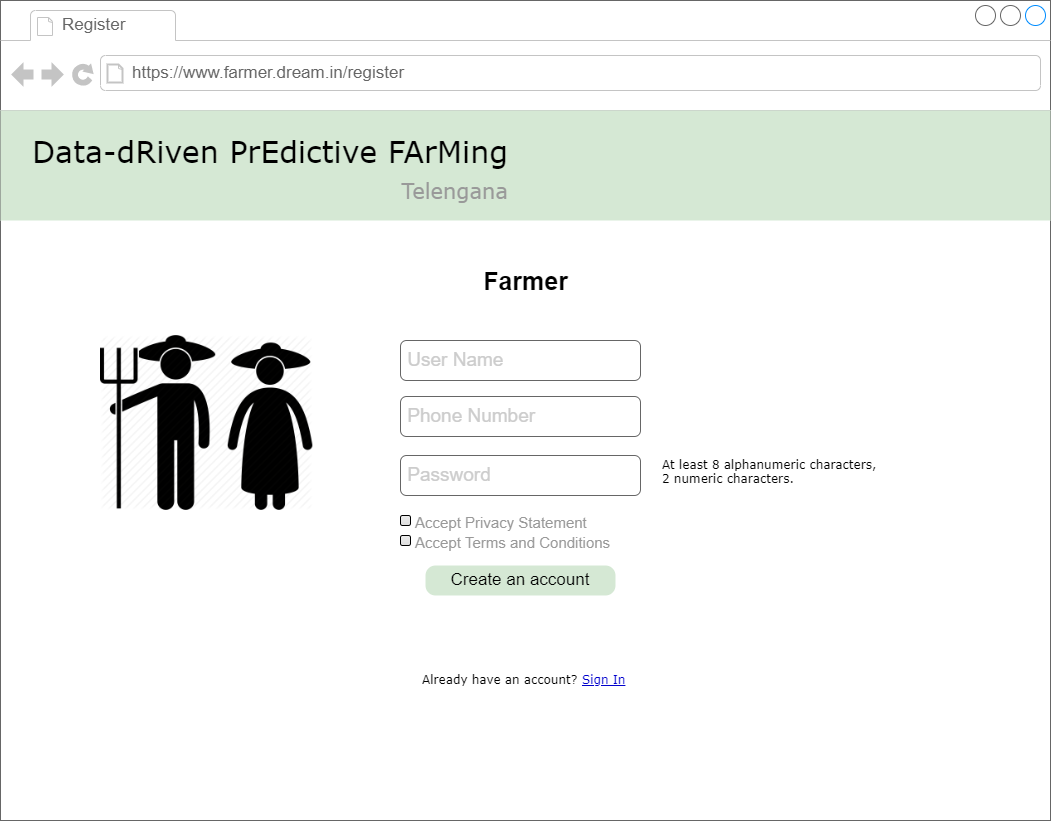 Register
https://www.farmer.dream.in/register
Data-dRiven PrEdictive FArMing
Telengana
Farmer
User Name
Phone Number
Password
At least 8 alphanumeric characters,
2 numeric characters.
Accept Privacy Statement
Accept Terms and Conditions
Create an account
Already have an account? Sign In